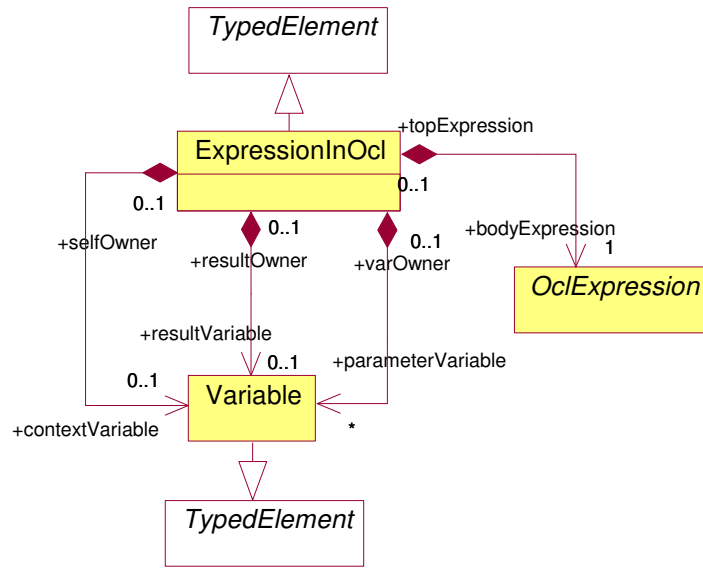 TypedElement
+topExpression
ExpressionInOcl
0..1
0..1
0..1
0..1
+bodyExpression
1
+selfOwner
+resultOwner
+varOwner
OclExpression
+resultVariable
0..1
+parameterVariable
0..1
Variable
+contextVariable
*
TypedElement